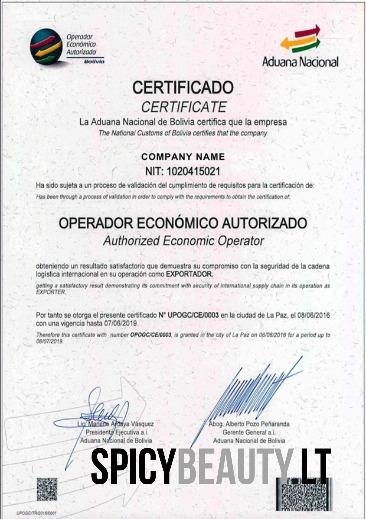 Operador
Económico
Autorizado
Bolivia
Aduana Nacional
CERTIFICADO
CERTIFICATE
La Aduana Nacional de Bolivia certifica que la empresa
The National Customs of Bolivia certifies that the company
COMPANY NAME
NIT: 1020415021
Ha sido sujeta a un proceso de validación del cumplimiento de requisitos para la certificación de:
Has been through a process of validation in order to comply with the requirements to obtain the certification of:
OPERADOR ECONÓMICO AUTORIZADO
Authorized Economic Operator
obteniendo un resultado satisfactorio que demuestra su compromiso con la seguridad de la cadena
logística internacional en su operación como EXPORTADOR.
getting a satisfactory result demonstrating its commitment with security of international supply chain in its operation as
EXPORTER.
Por tanto se otorga el presente certificado N° UPOGC/CE/0003 en la ciudad de La Paz, el 08/06/2016
con una vigencia hasta 07/06/2019.
Therefore this certificate with number UPOGC/CE/0003, is granted in the city of La Paz on 06/08/2016 for a period up to
06/07/2019.
Lic. Marlene Ardaya Vásquez
Presidenta Ejecutiva a.i.
Aduana Nacional de Bolivia
Abog. Alberto Pozo Peñaranda
Gerente General a.i.
Aduana Nacional de Bolivia
SPICYBEAUTY.LT